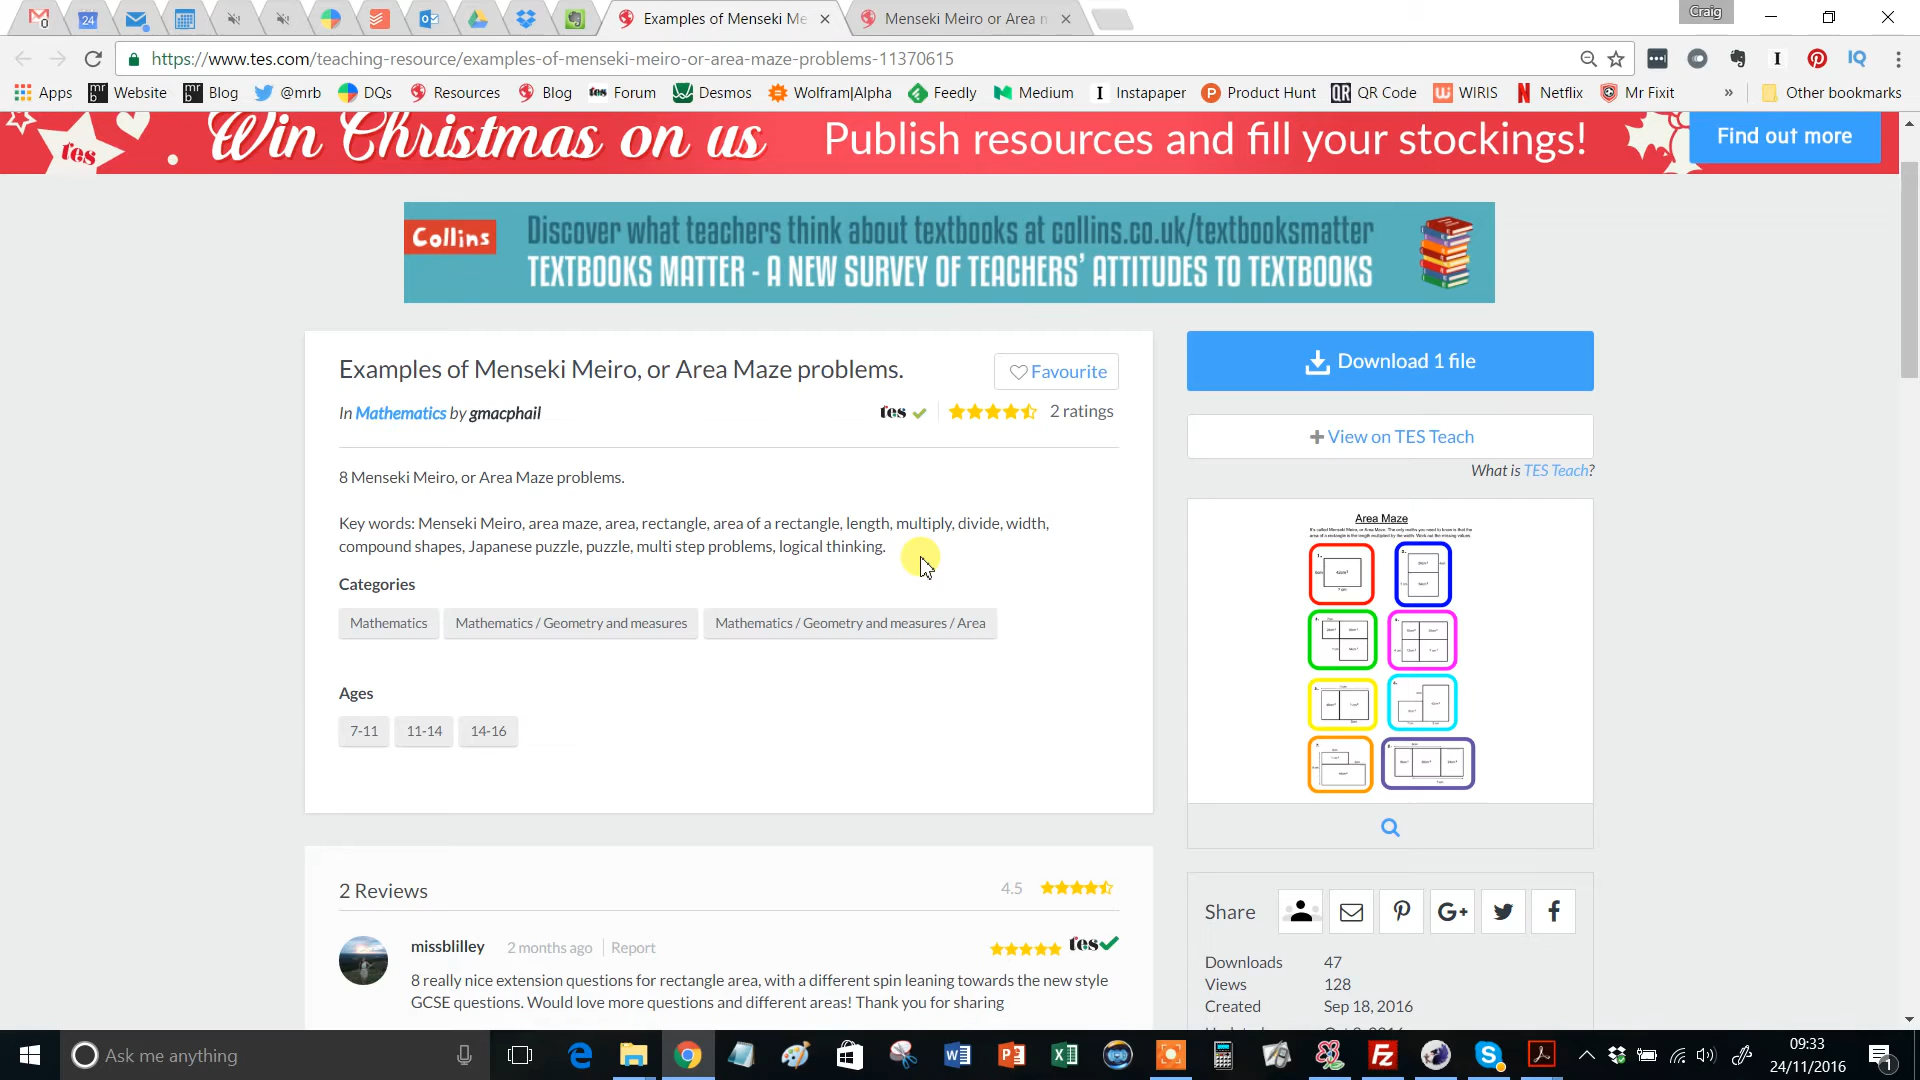 Examples of Menseki Me
Menseki Meiro or Area m
Craig
https://www.tes.com/teaching-resource/examples-of-menseki-meiro-or-area-maze-problems-11370615
Apps
Website
Blog
@mrb
DQs
Resources
Blog
Forum
Desmos
Wolfram|Alpha
Feedly
Medium
Instapaper
Product Hunt
QR Code
WIRIS
Netflix
Mr Fixit
»
Other bookmarks
tes
Win Christmas on us
Publish resources and fill your stockings!
Find out more
Collins
Discover what teachers think about textbooks at collins.co.uk/textbooksmatter
TEXTBOOKS MATTER - A NEW SURVEY OF TEACHERS' ATTITUDES TO TEXTBOOKS
Examples of Menseki Meiro, or Area Maze problems.
Favourite
In Mathematics by gmacphail
tes
2 ratings
8 Menseki Meiro, or Area Maze problems.
Key words: Menseki Meiro, area maze, area, rectangle, area of a rectangle, length, multiply, divide, width,
compound shapes, Japanese puzzle, puzzle, multi step problems, logical thinking.
Categories
Mathematics
Mathematics / Geometry and measures
Mathematics / Geometry and measures / Area
Ages
7-11
11-14
14-16
2 Reviews
4.5
missblilley
2 months ago
Report
tes
8 really nice extension questions for rectangle area, with a different spin leaning towards the new style
GCSE questions. Would love more questions and different areas! Thank you for sharing
Download 1 file
View on TES Teach
What is TES Teach?
Area Maze
Share
Downloads 47
Views 128
Created Sep 18, 2016
Ask me anything
09:33
24/11/2016
1